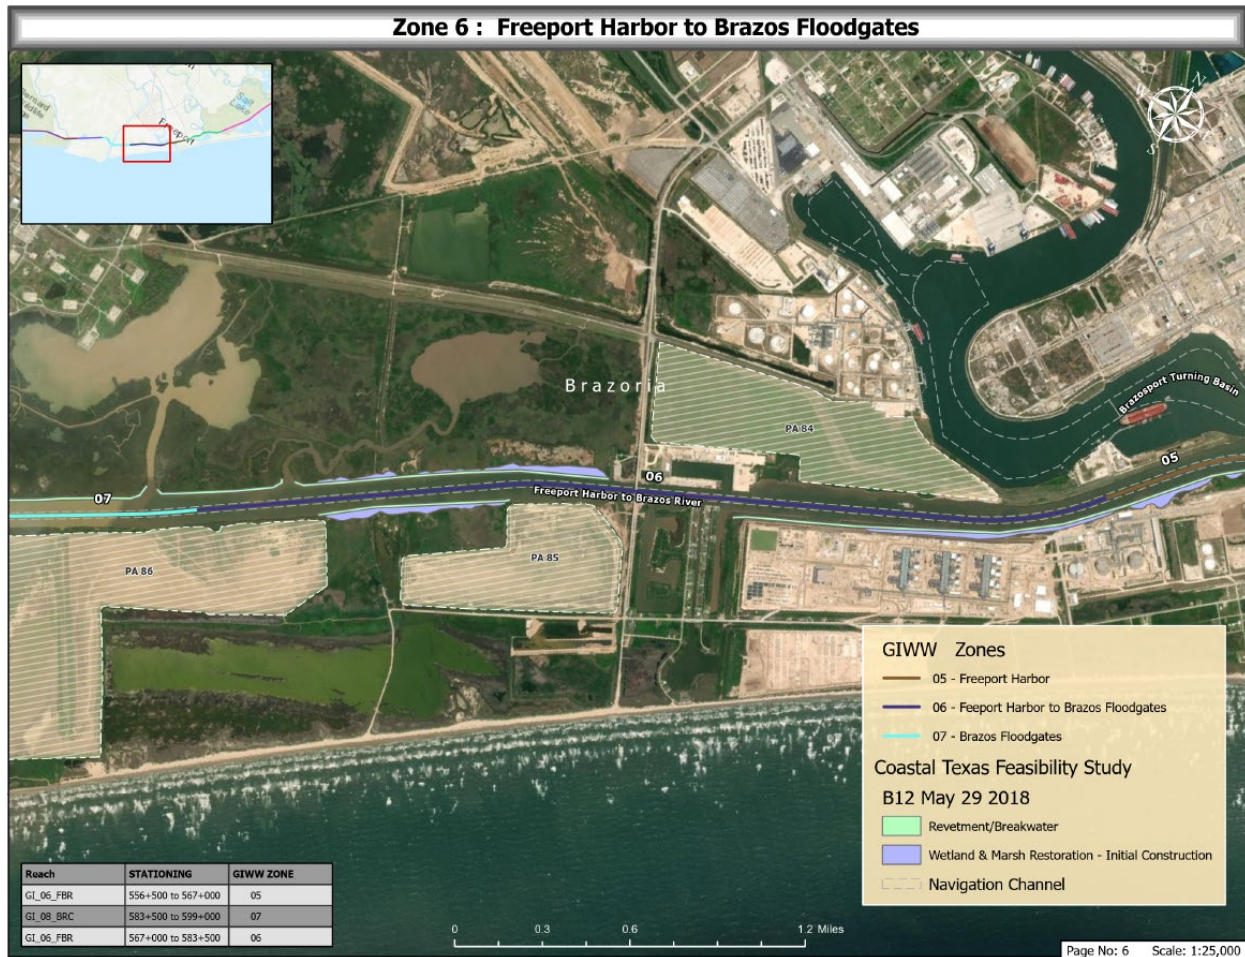 Zone 6 : Freeport Harbor to Brazos Floodgates
Freeport
Salt
Lake
N
W
S
Brazoria
PA 84
Brazosport Turning Basin
05
06
07
Freeport Harbor to Brazos River
PA 86
PA 85
GIWW Zones
05 - Freeport Harbor
06 - Feeport Harbor to Brazos Floodgates
07 - Brazos Floodgates
Coastal Texas Feasibility Study
B12 May 29 2018
Revetment/Breakwater
Wetland & Marsh Restoration - Initial Construction
Navigation Channel
Reach STATIONING GIWW ZONE
GI_06_FBR 556+500 to 567+000 05
GI_08_BRC 583+500 to 599+000 07
GI_06_FBR 567+000 to 583+500 06
0 0.3 0.6 1.2 Miles
Page No: 6 Scale: 1:25,000